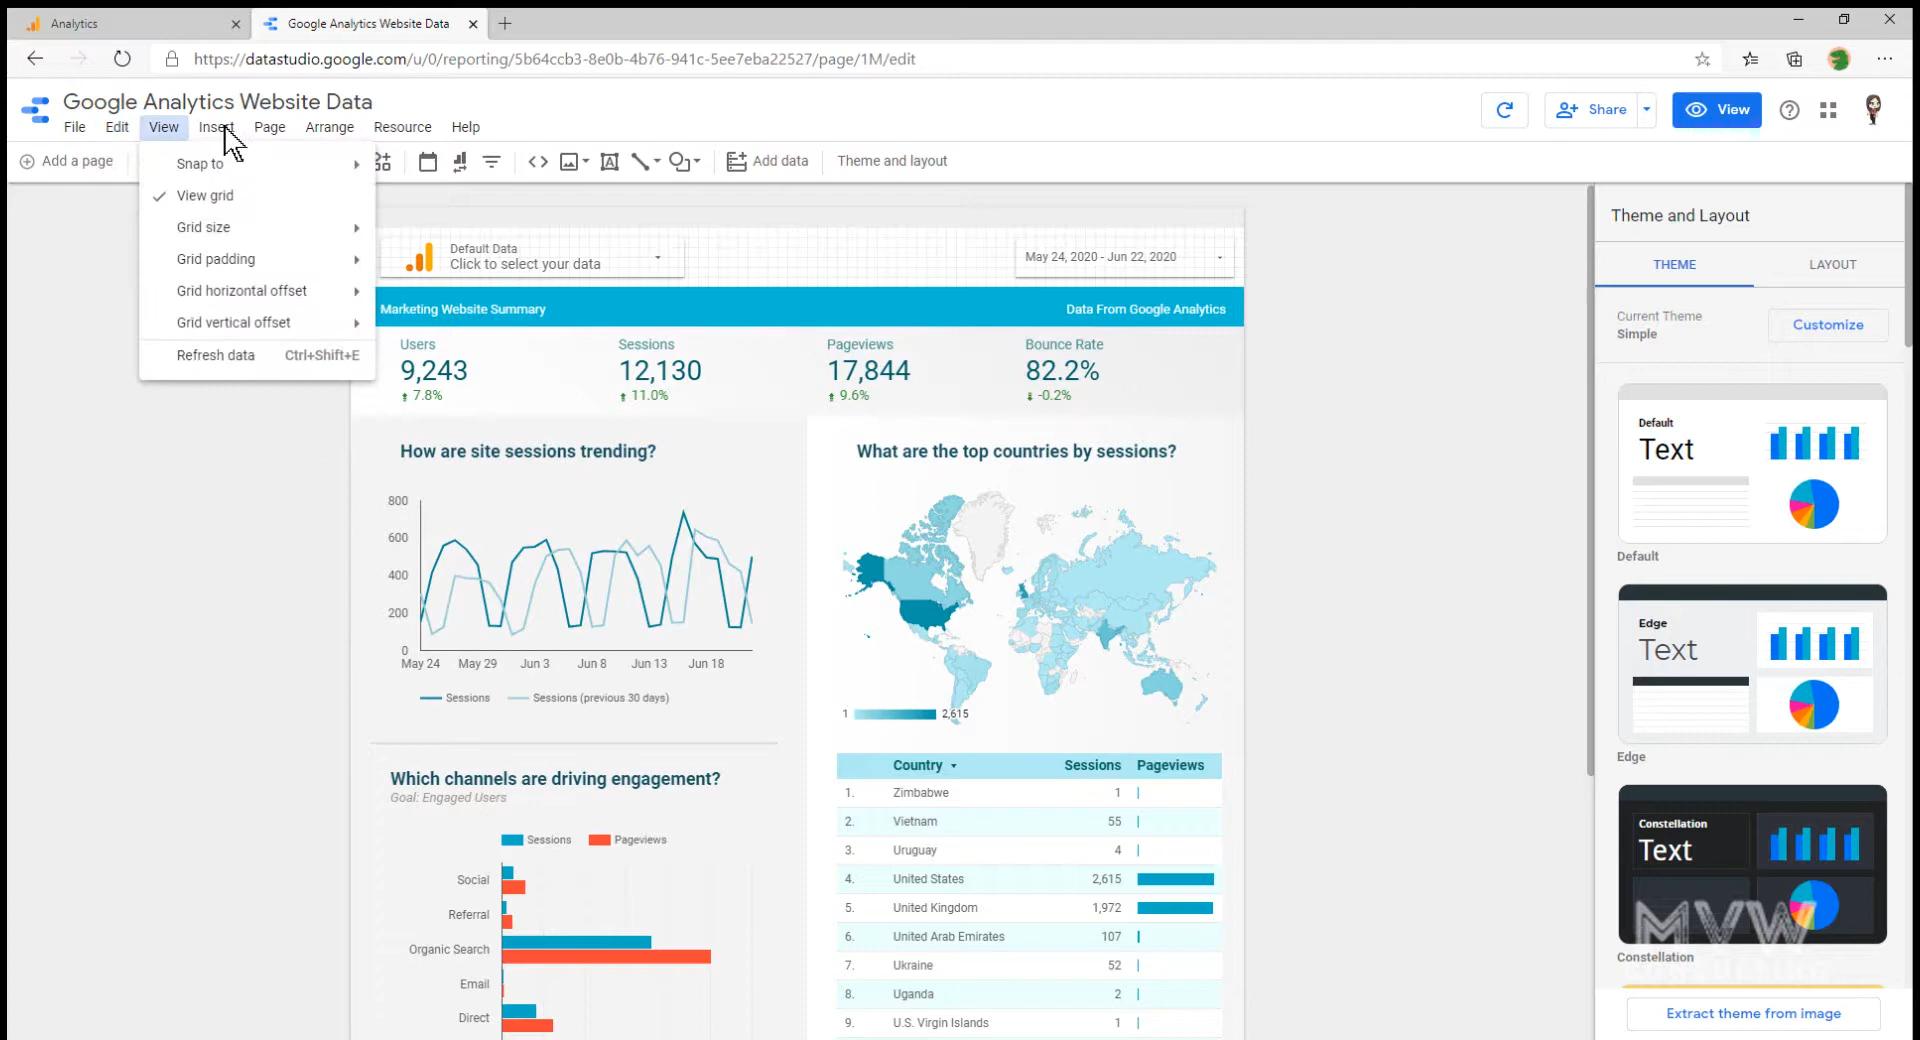 Analytics
Google Analytics Website Data
https://datastudio.google.com/u/0/reporting/5b64ccb3-8e0b-4b76-941c-5ee7eba22527/page/1M/edit
Google Analytics Website Data
File Edit View Insert Page Arrange Resource Help
Share
View
Add a page
Add data
Theme and layout
Snap to
View grid
Grid size
Grid padding
Grid horizontal offset
Grid vertical offset
Refresh data Ctrl+Shift+E
Default Data
Click to select your data
May 24, 2020 - Jun 22, 2020
Marketing Website Summary
Data From Google Analytics
Users
9,243
7.8%
Sessions
12,130
11.0%
Pageviews
17,844
9.6%
Bounce Rate
82.2%
-0.2%
How are site sessions trending?
800
600
400
200
0
May 24 May 29 Jun 3 Jun 8 Jun 13 Jun 18
Sessions Sessions (previous 30 days)
What are the top countries by sessions?
1 2,615
Which channels are driving engagement?
Goal: Engaged Users
Sessions Pageviews
Social
Referral
Organic Search
Email
Direct
Country Sessions Pageviews
1. Zimbabwe 1
2. Vietnam 55
3. Uruguay 4
4. United States 2,615
5. United Kingdom 1,972
6. United Arab Emirates 107
7. Ukraine 52
8. Uganda 2
9. U.S. Virgin Islands 1
Theme and Layout
THEME LAYOUT
Current Theme
Simple
Customize
Default
Text
Default
Edge
Text
Edge
Constellation
Text
MVW
Constellation
Extract theme from image